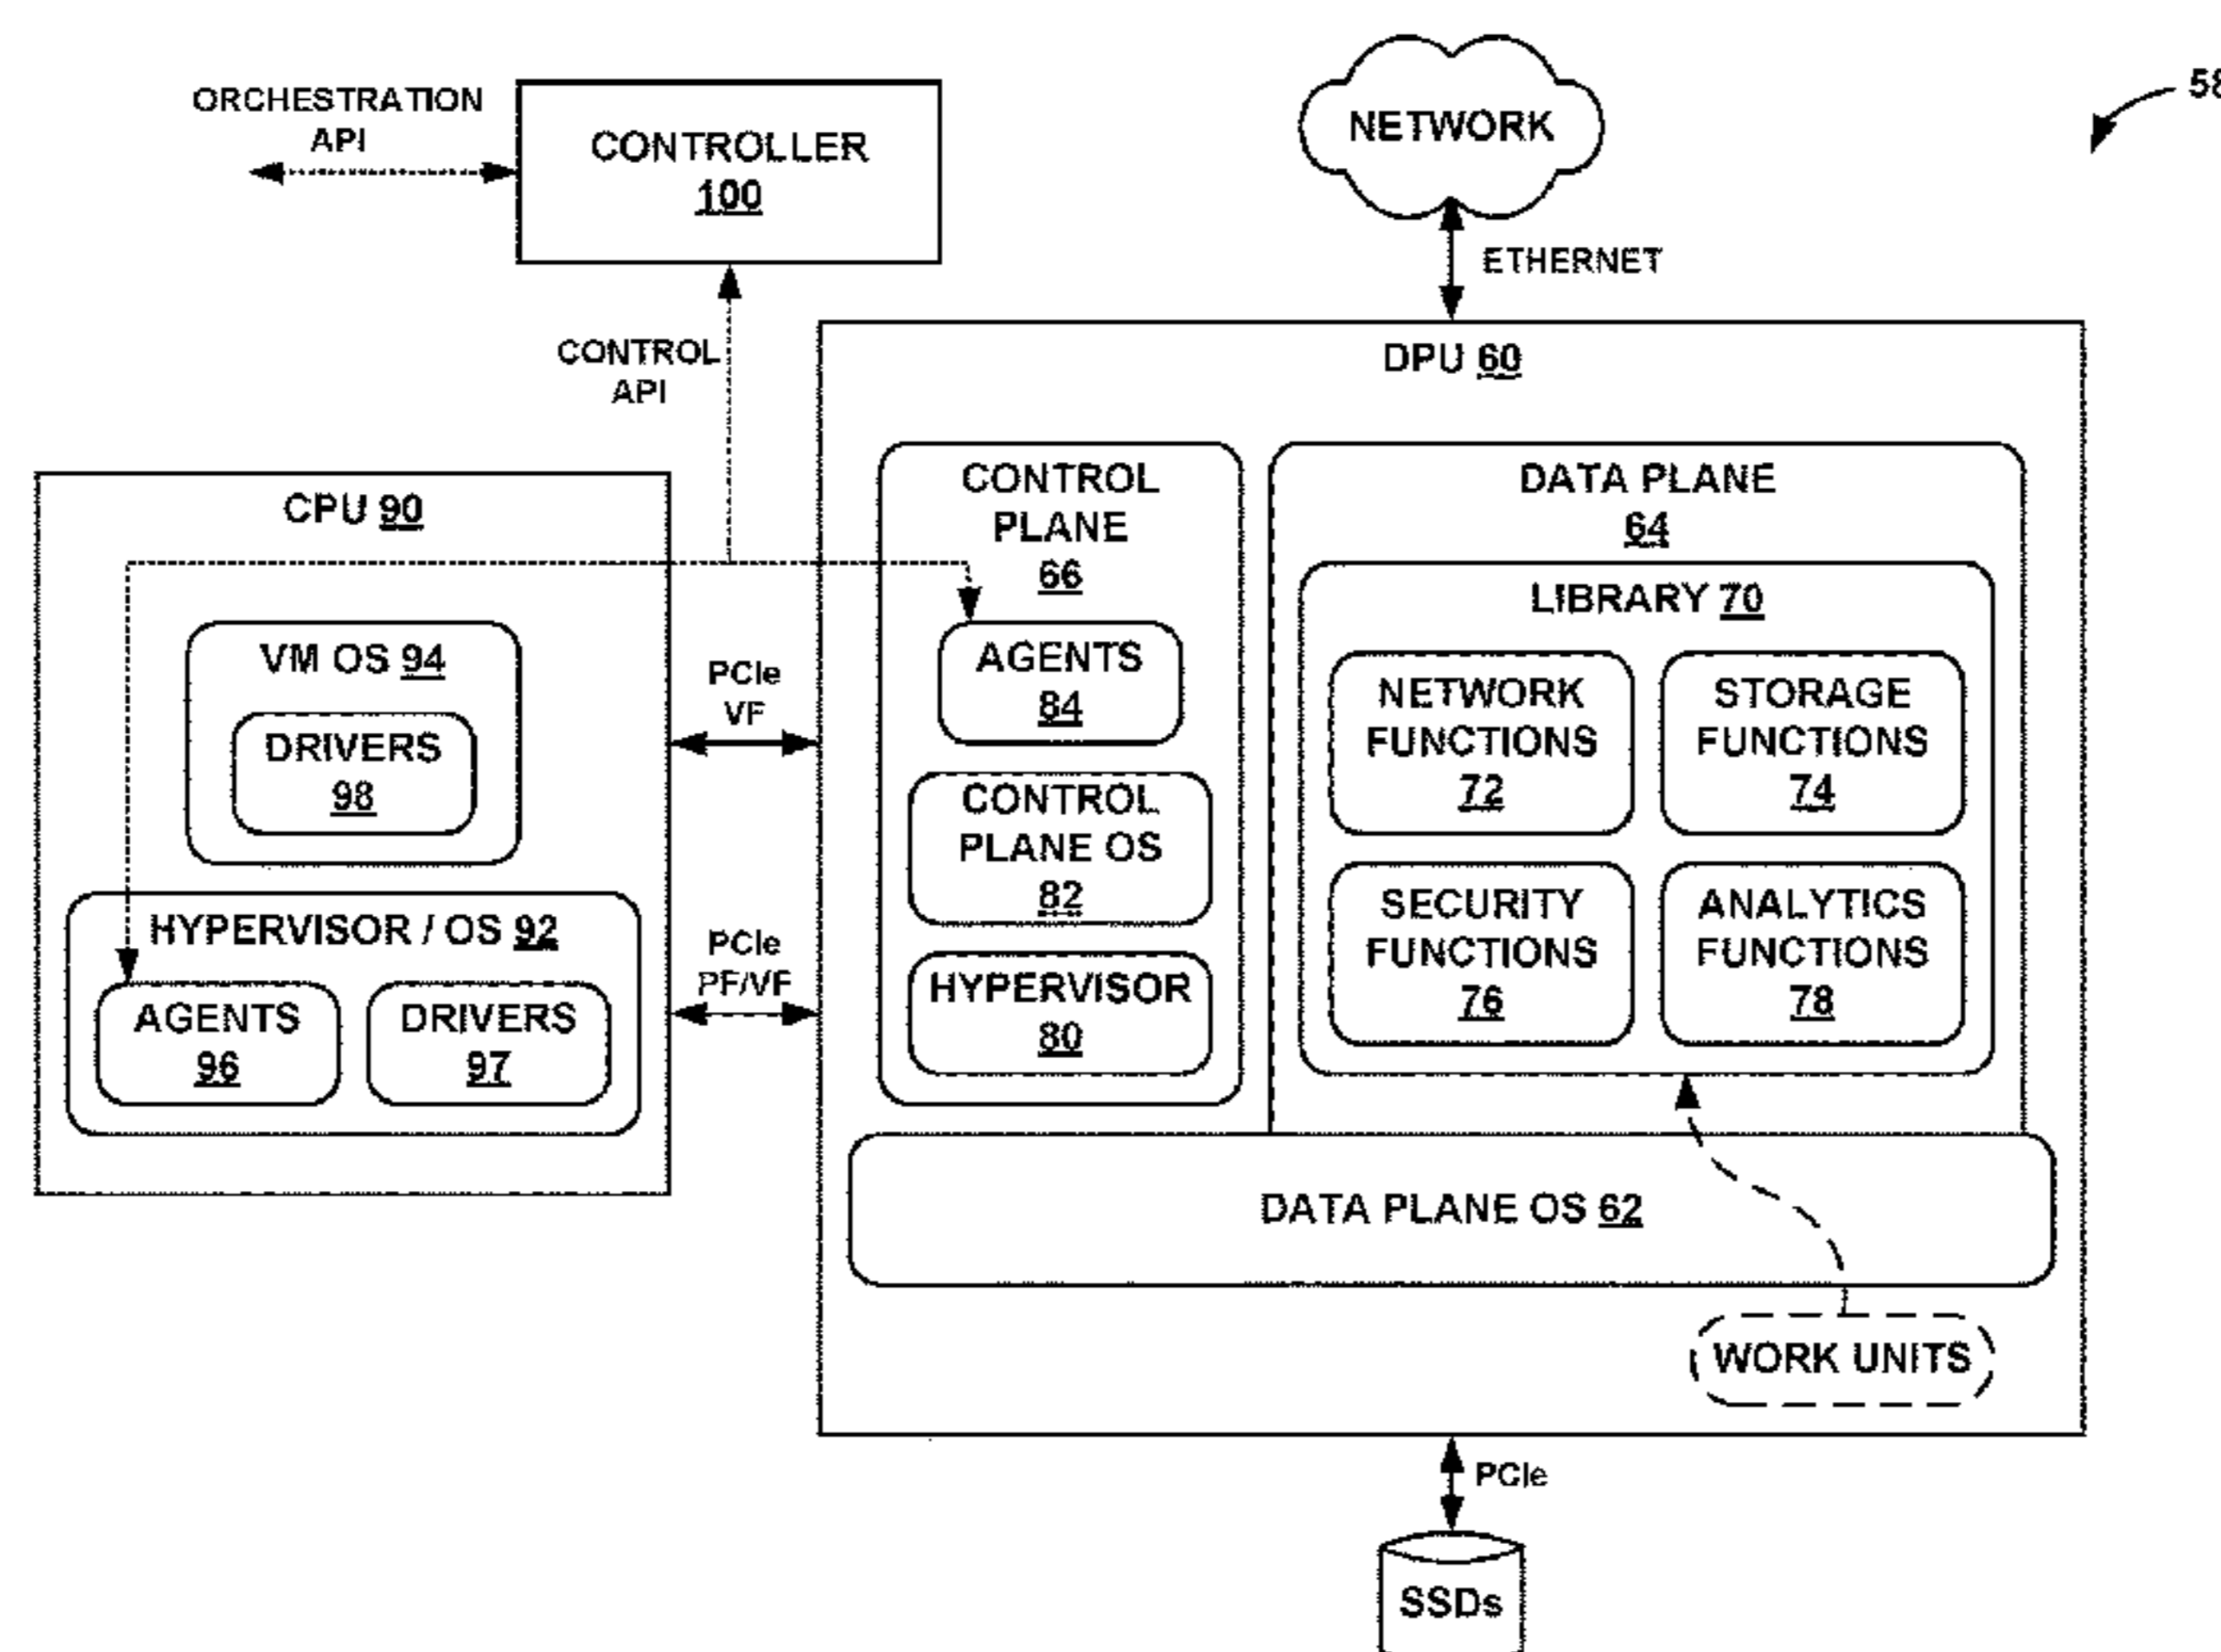 ORCHESTRATION
API
CONTROLLER
100
NETWORK
58
ETHERNET
CONTROL
API
DPU 60
CPU 90
CONTROL
PLANE
66
DATA PLANE
64
LIBRARY 70
VM OS 94
DRIVERS
98
PCIe
VF
AGENTS
84
NETWORK
FUNCTIONS
72
STORAGE
FUNCTIONS
74
CONTROL
PLANE OS
82
SECURITY
FUNCTIONS
76
ANALYTICS
FUNCTIONS
78
HYPERVISOR / OS 92
AGENTS
96
DRIVERS
97
PCIe
PF/VF
HYPERVISOR
80
DATA PLANE OS 62
WORK UNITS
PCIe
SSDs